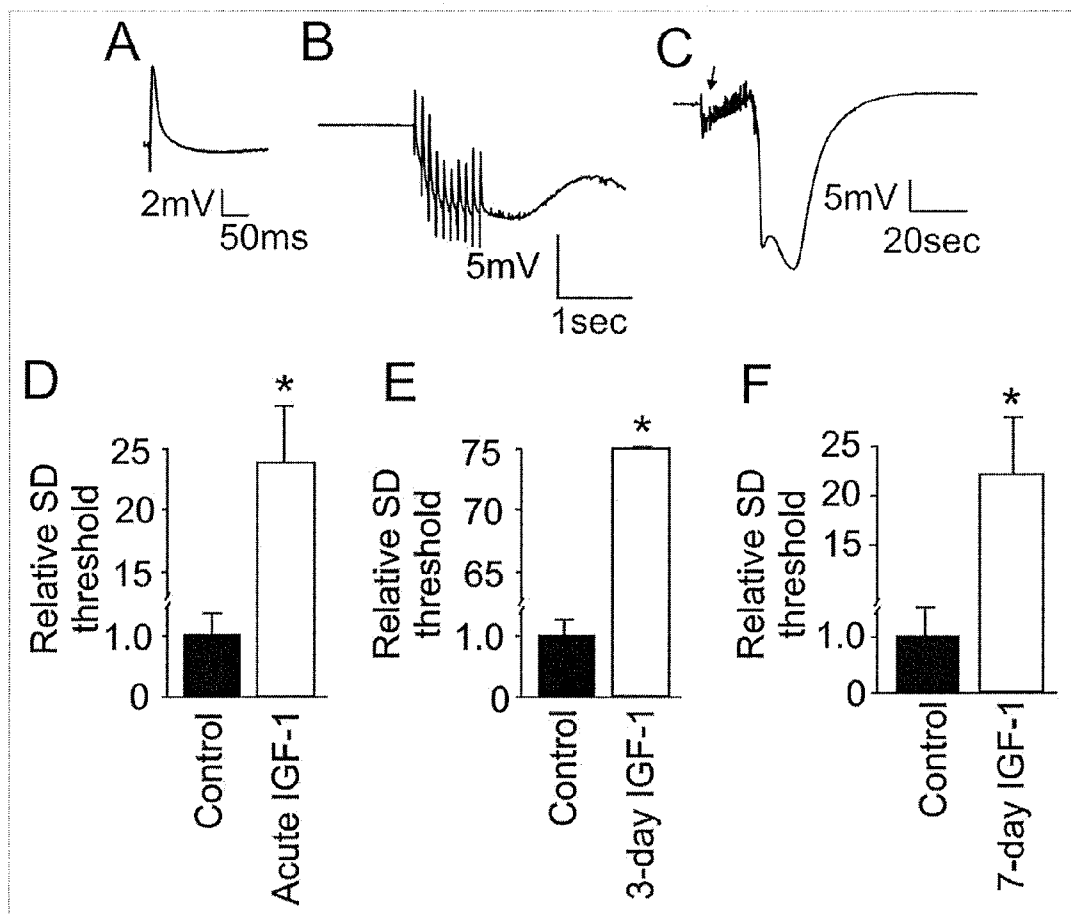 A
B
C
2mV
50ms
5mV
1sec
5mV
20sec
D
*
Relative SD
threshold
25
20
15
1.0
0
Control
Acute IGF-1
E
*
Relative SD
threshold
75
70
65
1.0
0
Control
3-day IGF-1
F
*
Relative SD
threshold
25
20
15
1.0
0
Control
7-day IGF-1